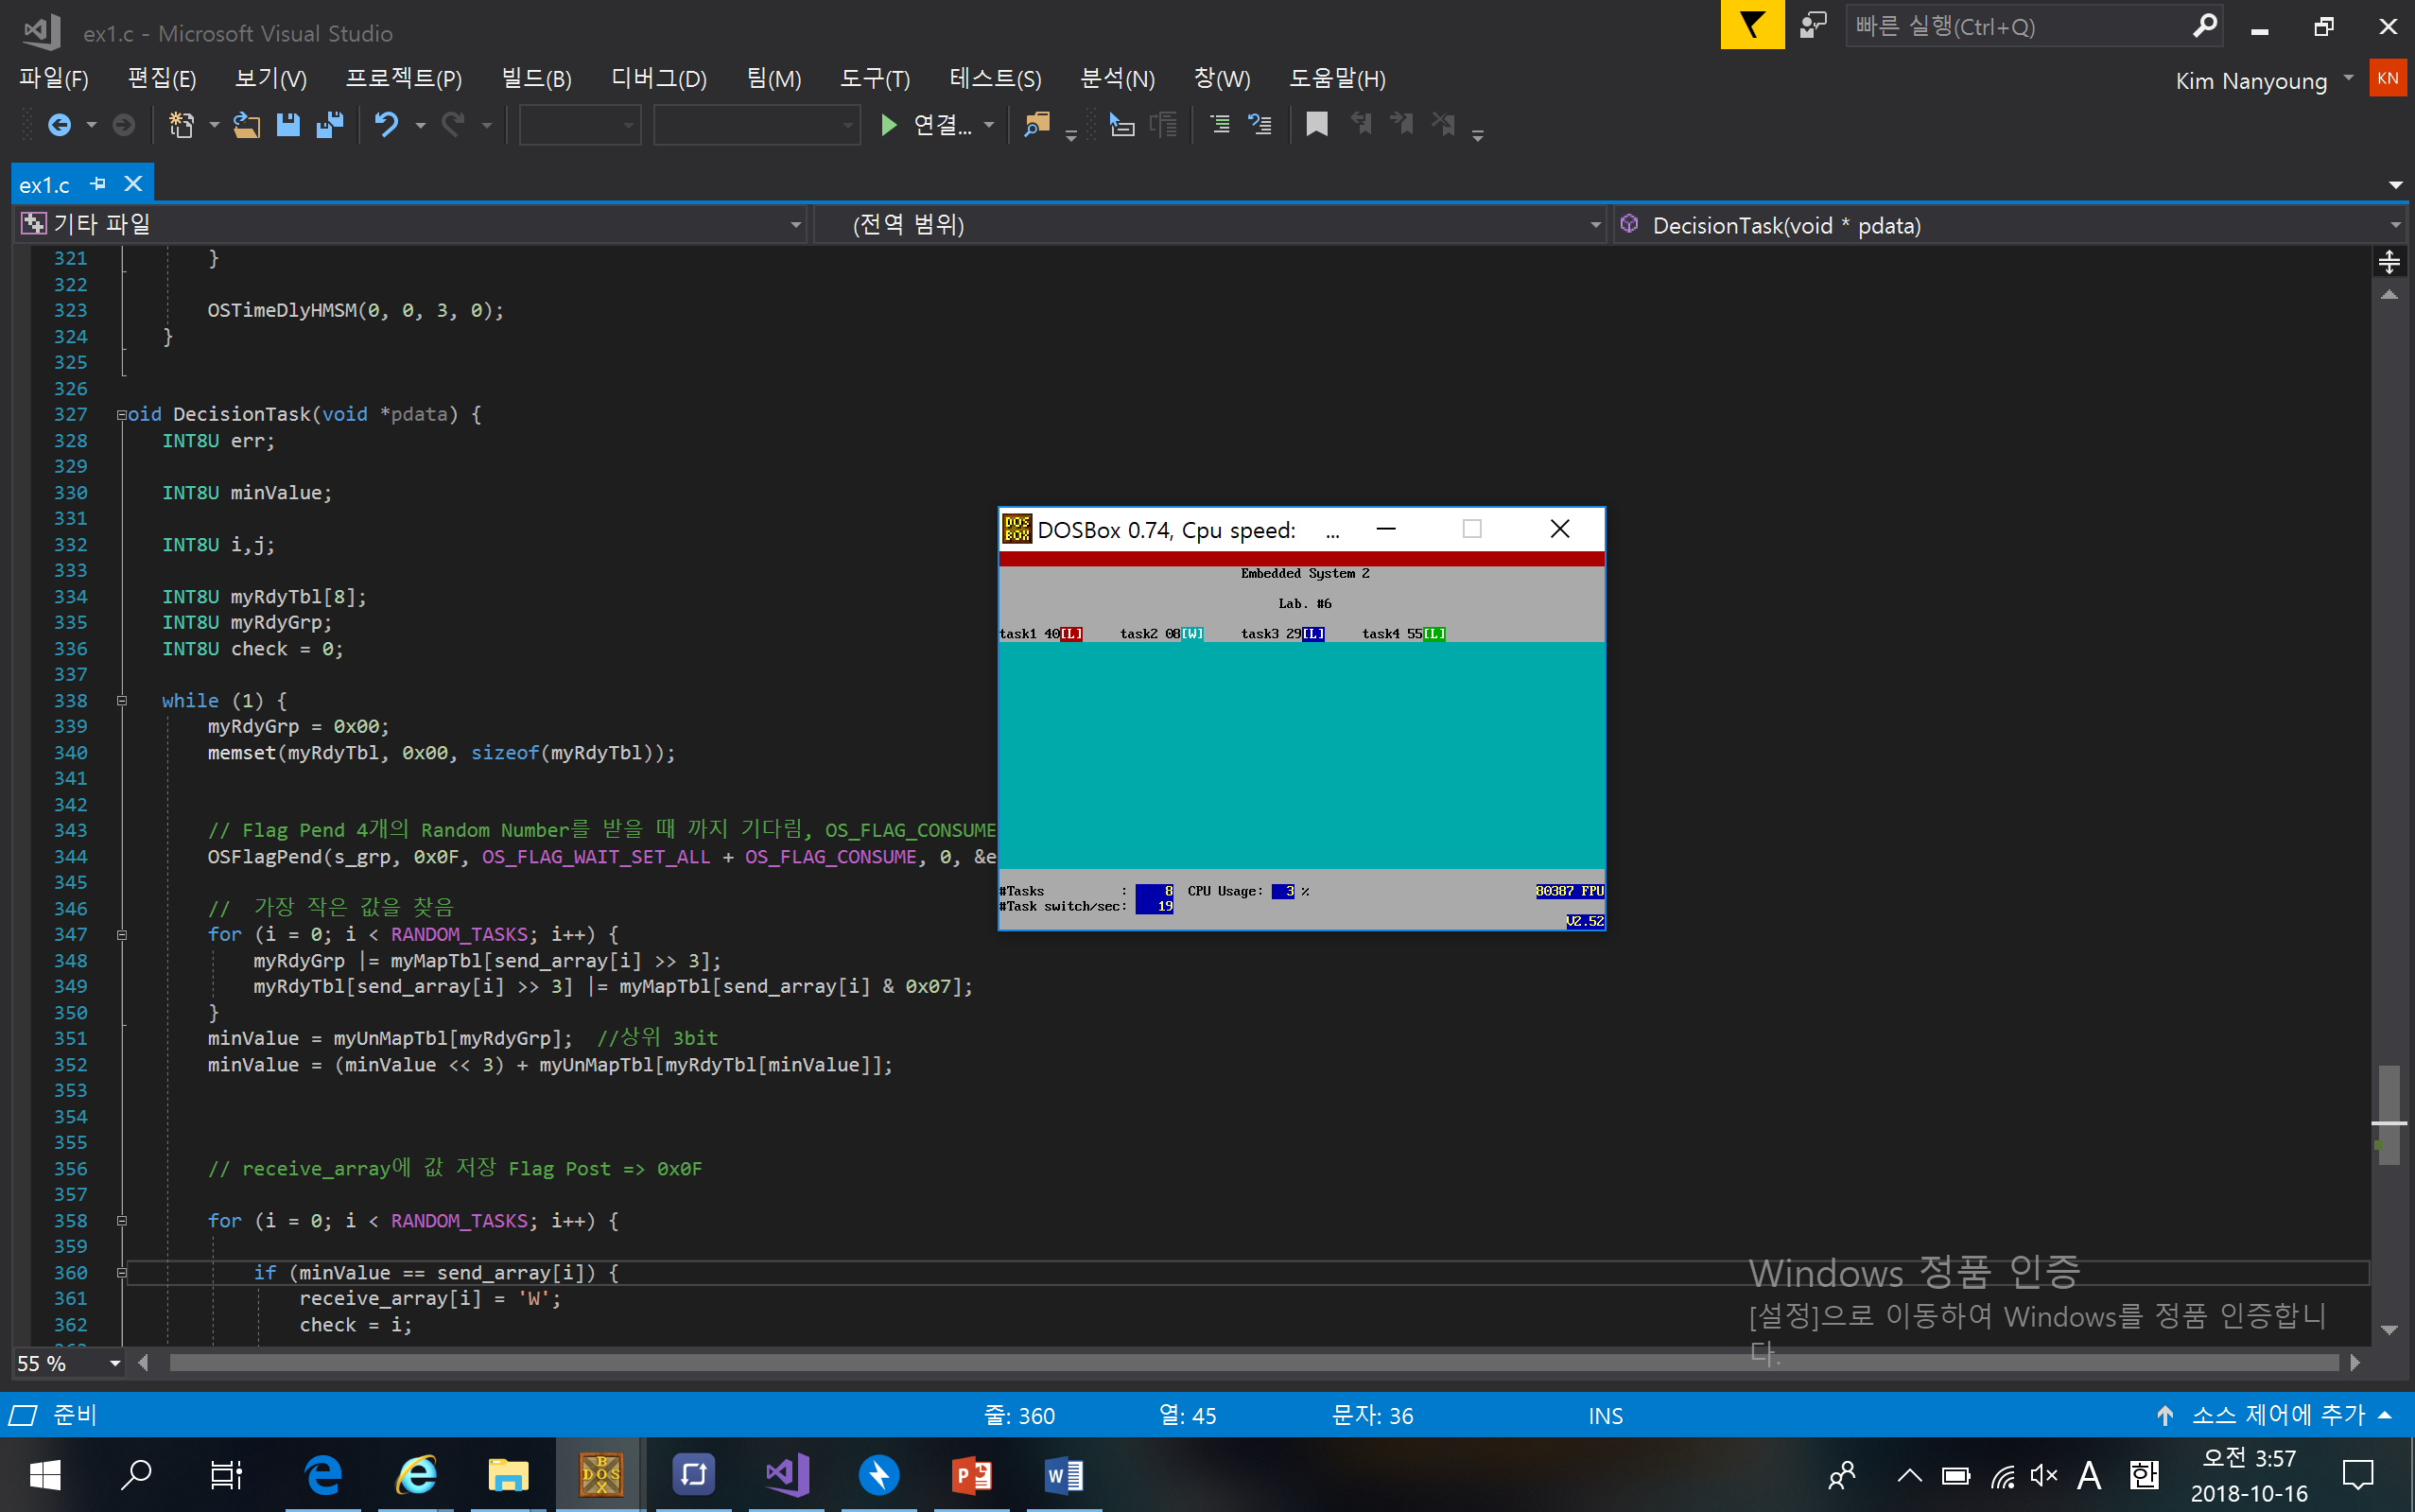 ex1.c - Microsoft Visual Studio
빠른 실행(Ctrl+Q)
파일(F) 편집(E) 보기(V) 프로젝트(P) 빌드(B) 디버그(D) 팀(M) 도구(T) 테스트(S) 분석(N) 창(W) 도움말(H)
Kim Nanyoung KN
연결...
ex1.c
기타 파일 (전역 범위) DecisionTask(void * pdata)
321 }
322
323 OSTimeDlyHMSM(0, 0, 3, 0);
324 }
325
326
327 oid DecisionTask(void *pdata) {
328 INT8U err;
329
330 INT8U minValue;
331
332 INT8U i,j;
333
334 INT8U myRdyTbl[8];
335 INT8U myRdyGrp;
336 INT8U check = 0;
337
338 while (1) {
339 myRdyGrp = 0x00;
340 memset(myRdyTbl, 0x00, sizeof(myRdyTbl));
341
342
343 // Flag Pend 4개의 Random Number를 받을 때 까지 기다림, OS_FLAG_CONSUME
344 OSFlagPend(s_grp, 0x0F, OS_FLAG_WAIT_SET_ALL + OS_FLAG_CONSUME, 0, &e
345
346 // 가장 작은 값을 찾음
347 for (i = 0; i < RANDOM_TASKS; i++) {
348 myRdyGrp |= myMapTbl[send_array[i] >> 3];
349 myRdyTbl[send_array[i] >> 3] |= myMapTbl[send_array[i] & 0x07];
350 }
351 minValue = myUnMapTbl[myRdyGrp]; //상위 3bit
352 minValue = (minValue << 3) + myUnMapTbl[myRdyTbl[minValue]];
353
354
355
356 // receive_array에 값 저장 Flag Post => 0x0F
357
358 for (i = 0; i < RANDOM_TASKS; i++) {
359
360 if (minValue == send_array[i]) {
361 receive_array[i] = 'W';
362 check = i;
DOSBox 0.74, Cpu speed: ...
Embedded System 2
Lab. #6
task1 40[L] task2 08[W] task3 29[L] task4 55[L]
#Tasks : 8 CPU Usage: 3 % 80387 FPU
#Task switch/sec: 19
V2.52
Windows 정품 인증
[설정]으로 이동하여 Windows를 정품 인증합니
다.
55 %
준비 줄: 360 열: 45 문자: 36 INS 소스 제어에 추가
A 한 오전 3:57
2018-10-16